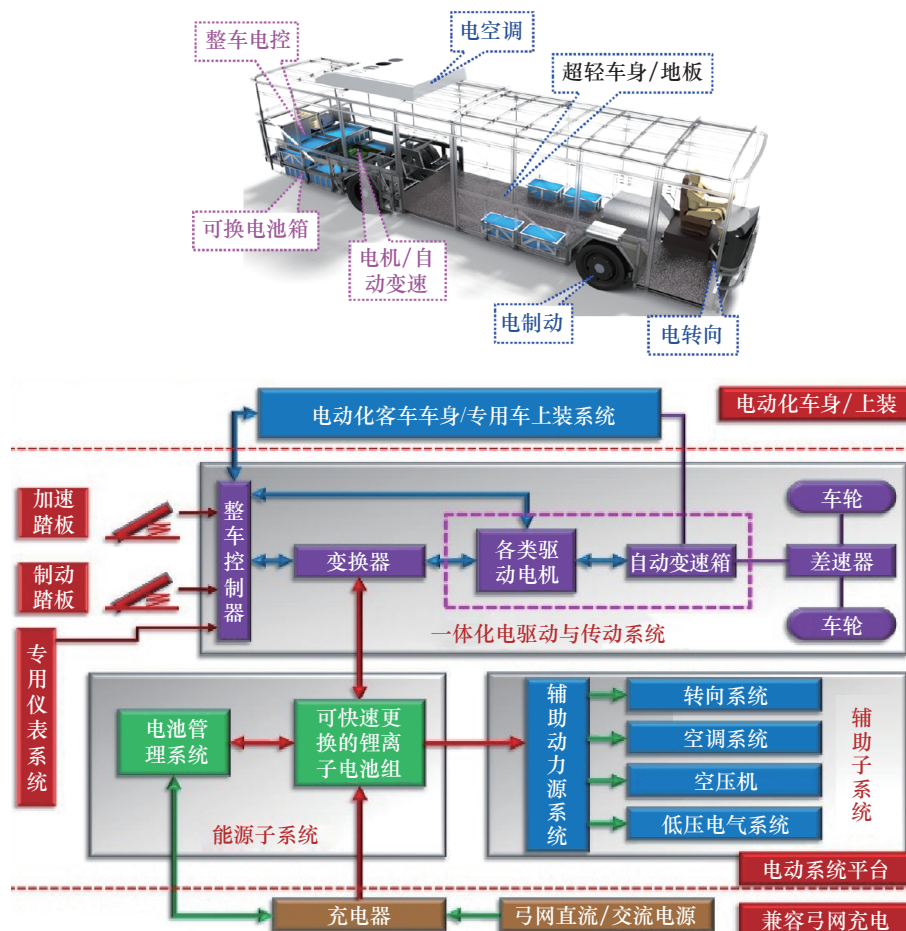 整车电控
电空调
超轻车身/地板
可换电池箱
电机/自
动变速
电制动
电转向
电动化客车车身/专用车上装系统
电动化车身/上装
加速
踏板
制动
踏板
专用仪表系统
整车控制器
变换器
各类驱
动电机
自动变速箱
差速器
车轮
车轮
一体化电驱动与传动系统
电池管
理系统
可快速更
换的锂离
子电池组
能源子系统
辅助动力源系统
转向系统
空调系统
空压机
低压电气系统
辅助子系统
电动系统平台
充电器
弓网直流/交流电源
兼容弓网充电